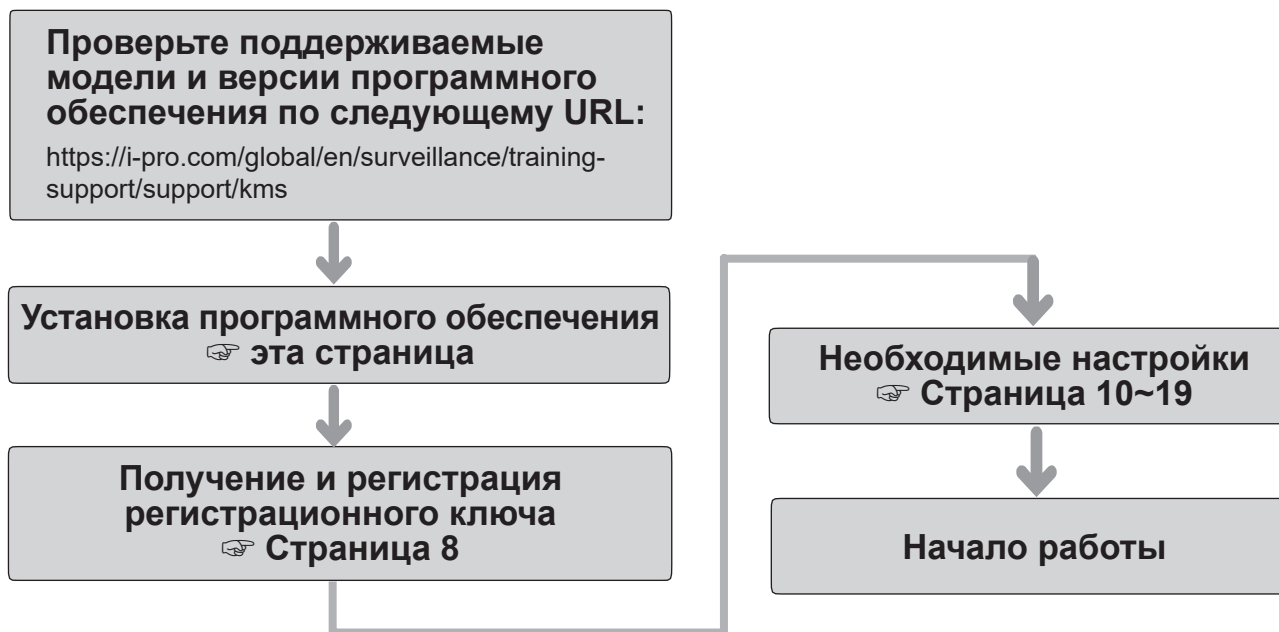 Проверьте поддерживаемые
модели и версии программного
обеспечения по следующему URL:
https://i-pro.com/global/en/surveillance/training-
support/support/kms
Установка программного обеспечения
☞ эта страница
Получение и регистрация
регистрационного ключа
☞ Страница 8
Необходимые настройки
☞ Страница 10~19
Начало работы